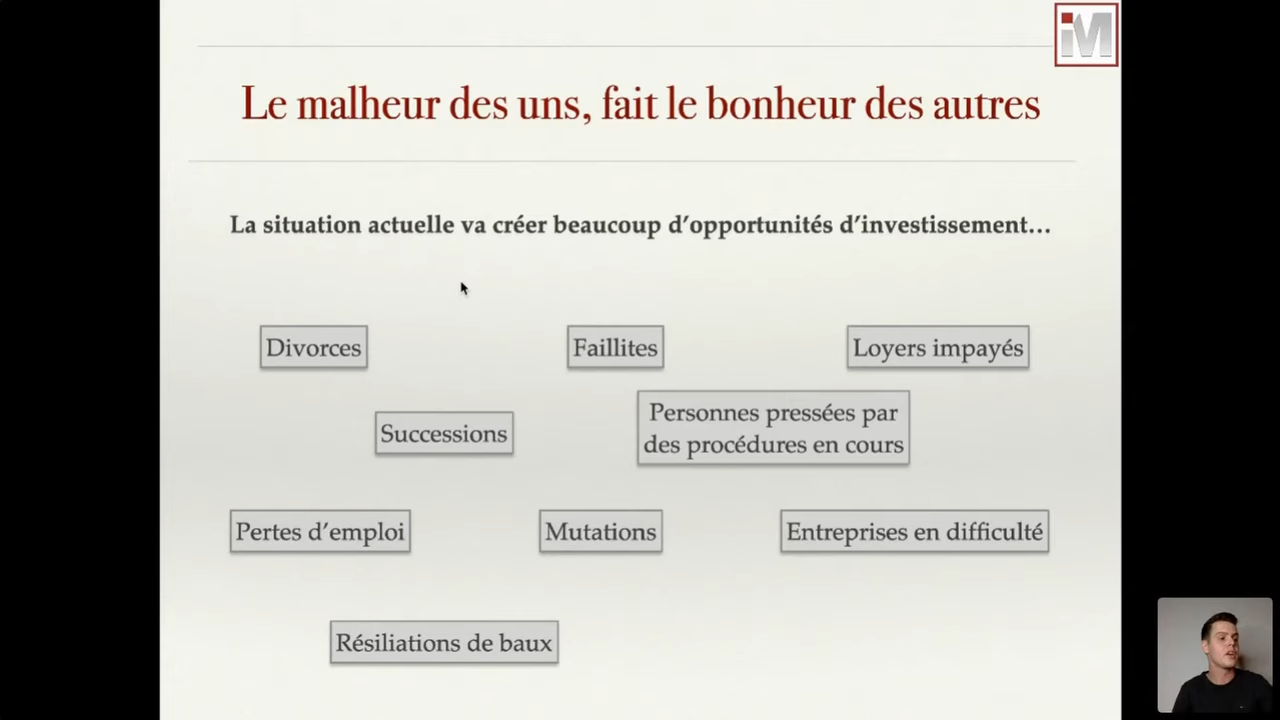 iM
Le malheur des uns, fait le bonheur des autres
La situation actuelle va créer beaucoup d’opportunités d’investissement…
Divorces
Faillites
Loyers impayés
Successions
Personnes pressées par
des procédures en cours
Pertes d’emploi
Mutations
Entreprises en difficulté
Résiliations de baux